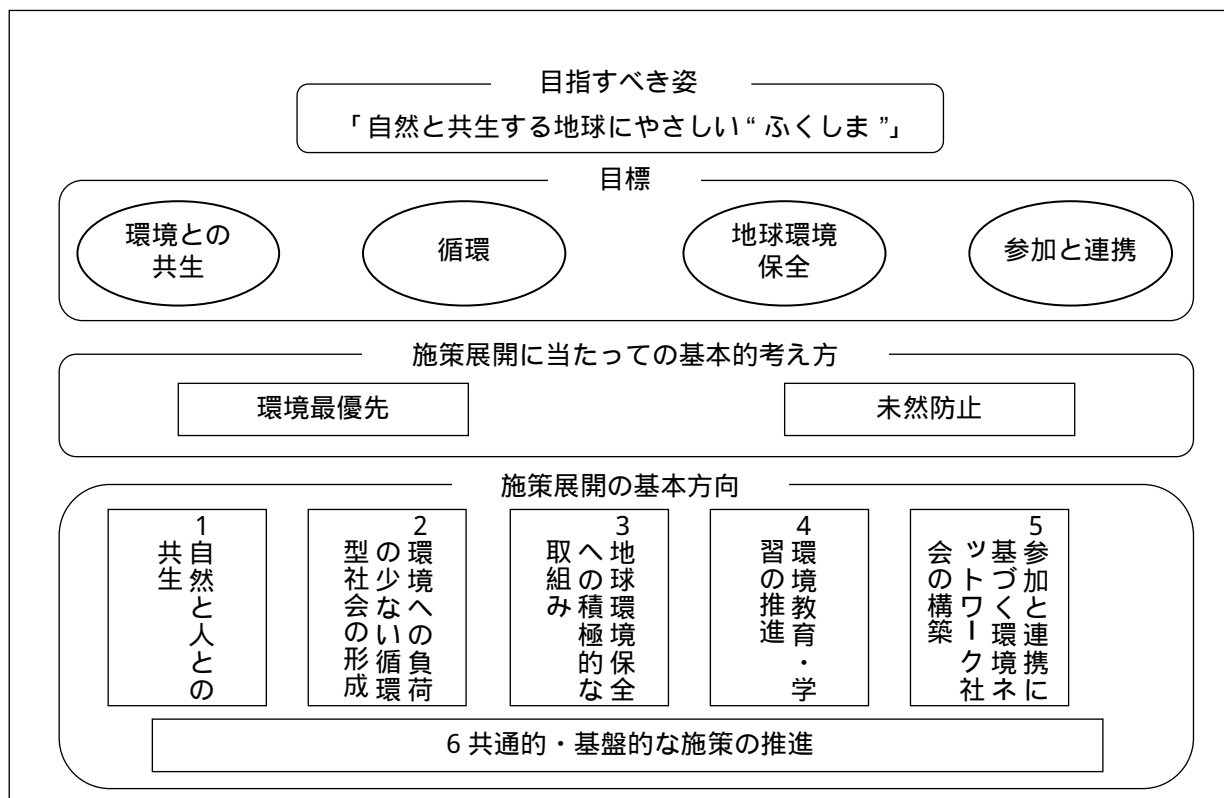 目指すべき姿
「自然と共生する地球にやさしい“ふくしま”」
目標
環境との
共生
循環
地球環境
保全
参加と連携
施策展開に当たっての基本的考え方
環境最優先
未然防止
施策展開の基本方向
1
自然と人との
共生
2
環境への負荷
の少ない循環
型社会の形成
3
地球環境保全
への積極的な
取組み
4
環境教育・学
習の推進
5
参加と連携に
基づく環境ネ
ットワーク社
会の構築
6 共通的・基盤的な施策の推進